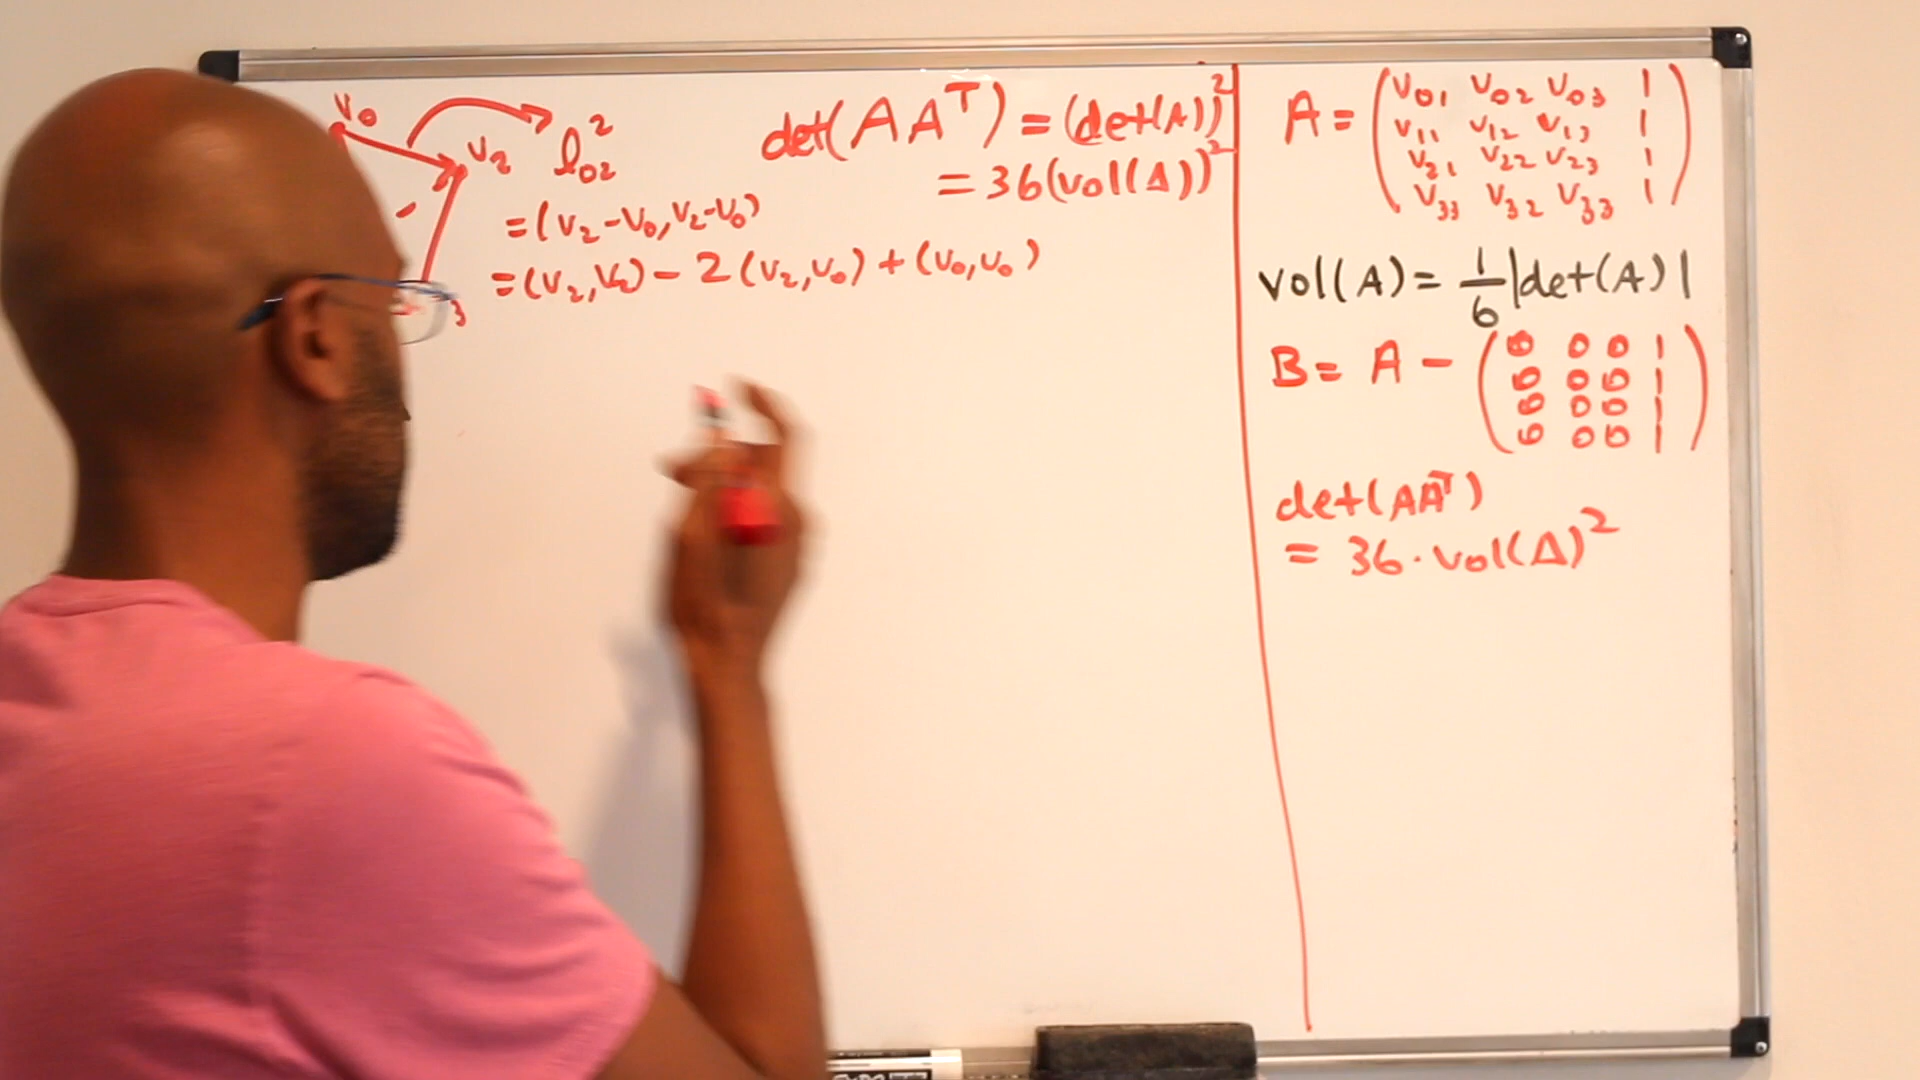 v₀
v₂
l₀₂²
= (v₂ - v₀, v₂ - v₀)
= (v₂, v₂) - 2 (v₂, v₀) + (v₀, v₀)
3
det(AAᵀ) = (det(A))²
= 36(vol(Δ))²
A = ( v₀₁ v₀₂ v₀₃ 1
v₁₁ v₁₂ v₁₃ 1
v₂₁ v₂₂ v₂₃ 1
v₃₃ v₃₂ v₃₃ 1 )
vol(A) = 1/6 |det(A)|
B = A - ( 0 0 0 1
0 0 0 1
0 0 0 1
0 0 0 1 )
det(AAᵀ)
= 36 · vol(Δ)²